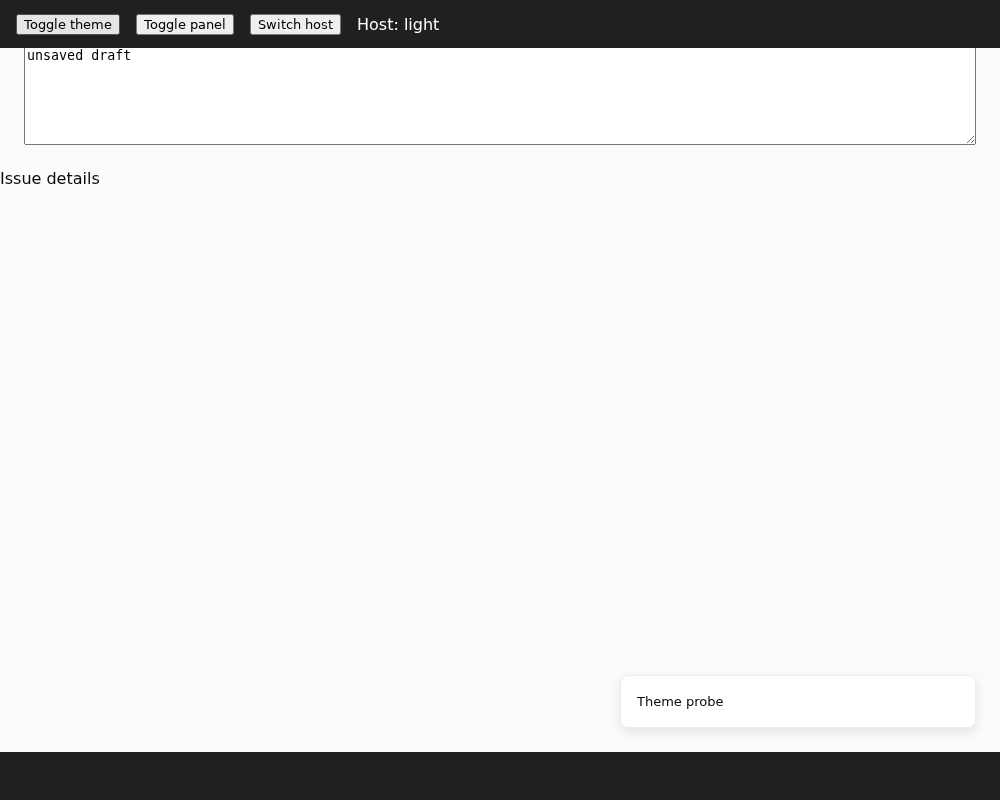 Toggle theme Toggle panel Switch host Host: light
unsaved draft
Issue details
Theme probe